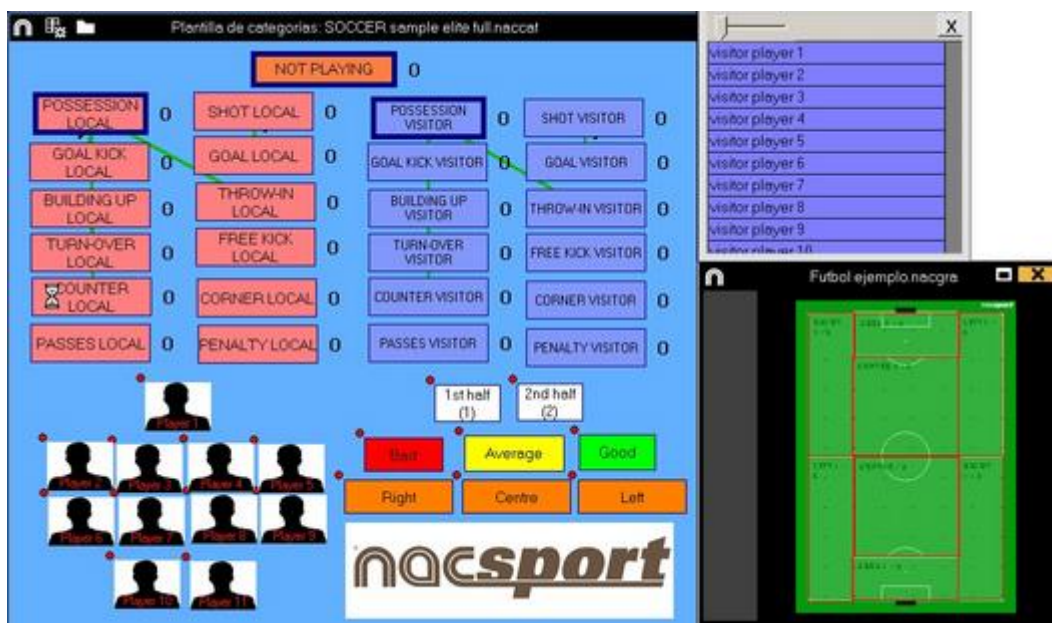 Plantilla de categorias: SOCCER sample elite full.naccat
NOT PLAYING 0
POSSESSION LOCAL 0
SHOT LOCAL 0
POSSESSION VISITOR 0
SHOT VISITOR 0
GOAL KICK LOCAL 0
GOAL LOCAL 0
GOAL KICK VISITOR 0
GOAL VISITOR 0
BUILDING UP LOCAL 0
THROW-IN LOCAL 0
BUILDING UP VISITOR 0
THROW-IN VISITOR 0
TURN-OVER LOCAL 0
FREE KICK LOCAL 0
TURN-OVER VISITOR 0
FREE KICK VISITOR 0
COUNTER LOCAL 0
CORNER LOCAL 0
COUNTER VISITOR 0
CORNER VISITOR 0
PASSES LOCAL 0
PENALTY LOCAL 0
PASSES VISITOR 0
PENALTY VISITOR 0
Player 1
1st half (1)
2nd half (2)
Bad
Average
Good
Player 2
Player 3
Player 4
Player 5
Right
Centre
Left
Player 6
Player 7
Player 8
Player 9
Player 10
Player 11
nacsport
X
visitor player 1
visitor player 2
visitor player 3
visitor player 4
visitor player 5
visitor player 6
visitor player 7
visitor player 8
visitor player 9
visitor player 10
Futbol ejemplo.nacgra
X
nacsport